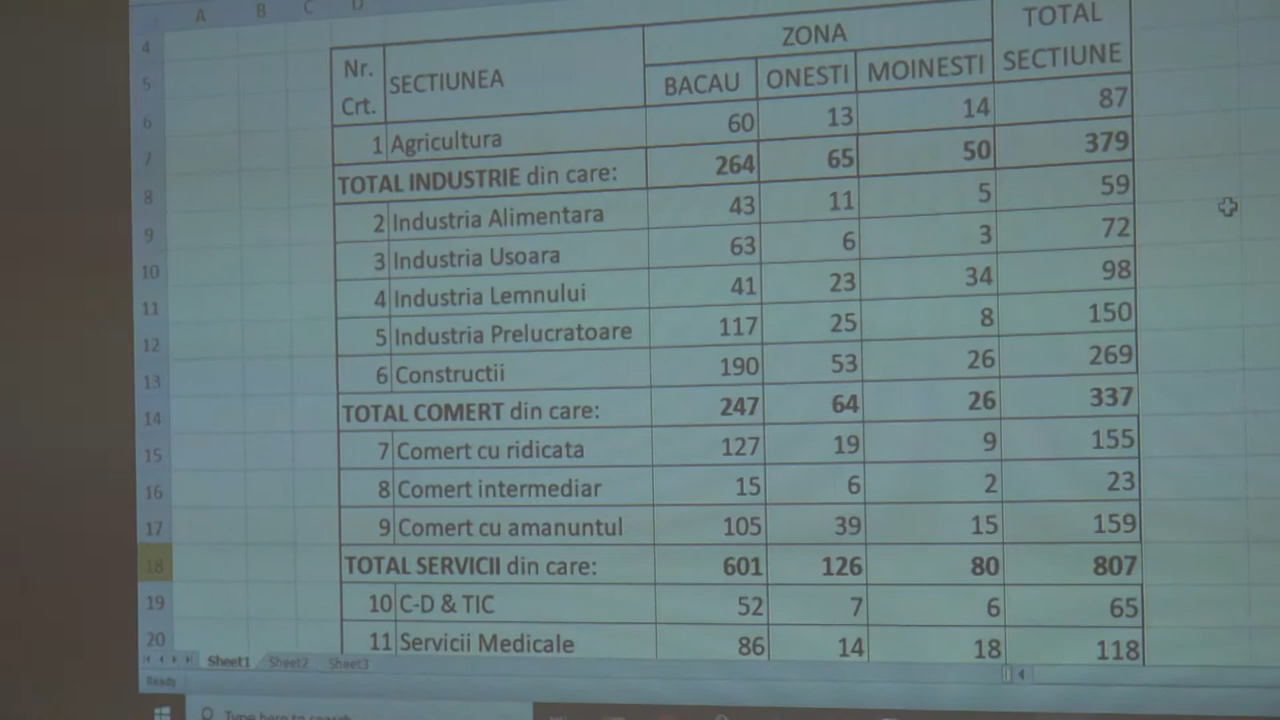 A B C D
ZONA TOTAL SECTIUNE
4 Nr. Crt. SECTIUNEA
5 BACAU ONESTI MOINESTI
6 1 Agricultura 60 13 14 87
7 TOTAL INDUSTRIE din care: 264 65 50 379
8 2 Industria Alimentara 43 11 5 59
9 3 Industria Usoara 63 6 3 72
10 4 Industria Lemnului 41 23 34 98
11 5 Industria Prelucratoare 117 25 8 150
12 6 Constructii 190 53 26 269
13 TOTAL COMERT din care: 247 64 26 337
14 7 Comert cu ridicata 127 19 9 155
15 8 Comert intermediar 15 6 2 23
16 9 Comert cu amanuntul 105 39 15 159
17 TOTAL SERVICII din care: 601 126 80 807
18 10 C-D & TIC 52 7 6 65
19 11 Servicii Medicale 86 14 18 118
20
Sheet1 Sheet2 Sheet3
Ready
Type here to search